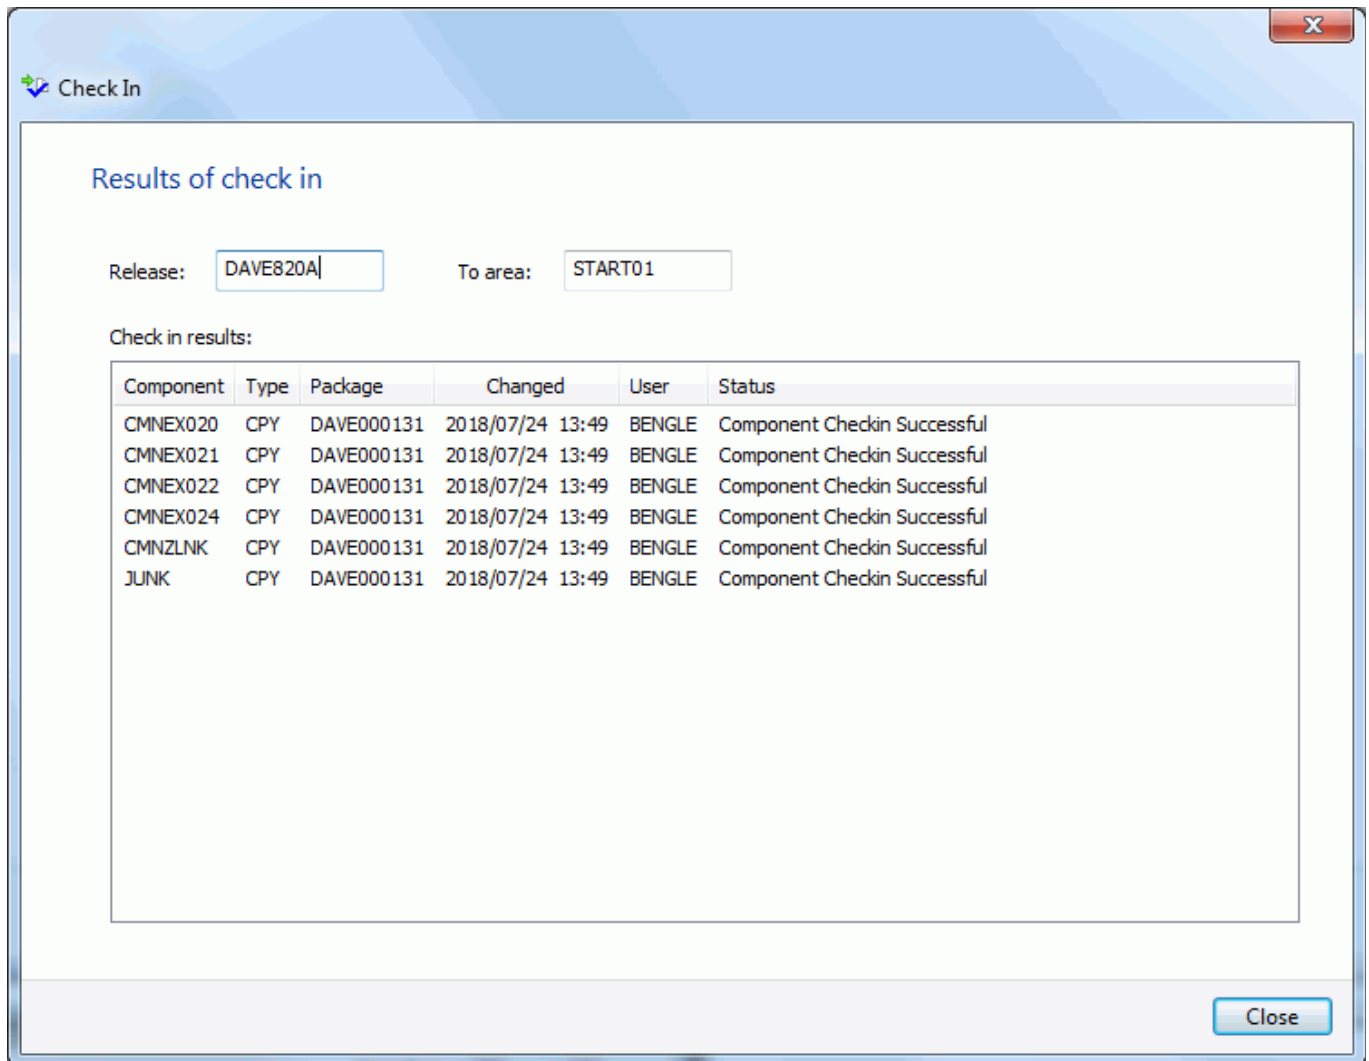 Check In
Results of check in
Release: DAVE820A To area: START01
Check in results:
Component Type Package Changed User Status
CMNEX020 CPY DAVE000131 2018/07/24 13:49 BENGLE Component Checkin Successful
CMNEX021 CPY DAVE000131 2018/07/24 13:49 BENGLE Component Checkin Successful
CMNEX022 CPY DAVE000131 2018/07/24 13:49 BENGLE Component Checkin Successful
CMNEX024 CPY DAVE000131 2018/07/24 13:49 BENGLE Component Checkin Successful
CMNZLNK CPY DAVE000131 2018/07/24 13:49 BENGLE Component Checkin Successful
JUNK CPY DAVE000131 2018/07/24 13:49 BENGLE Component Checkin Successful
Close